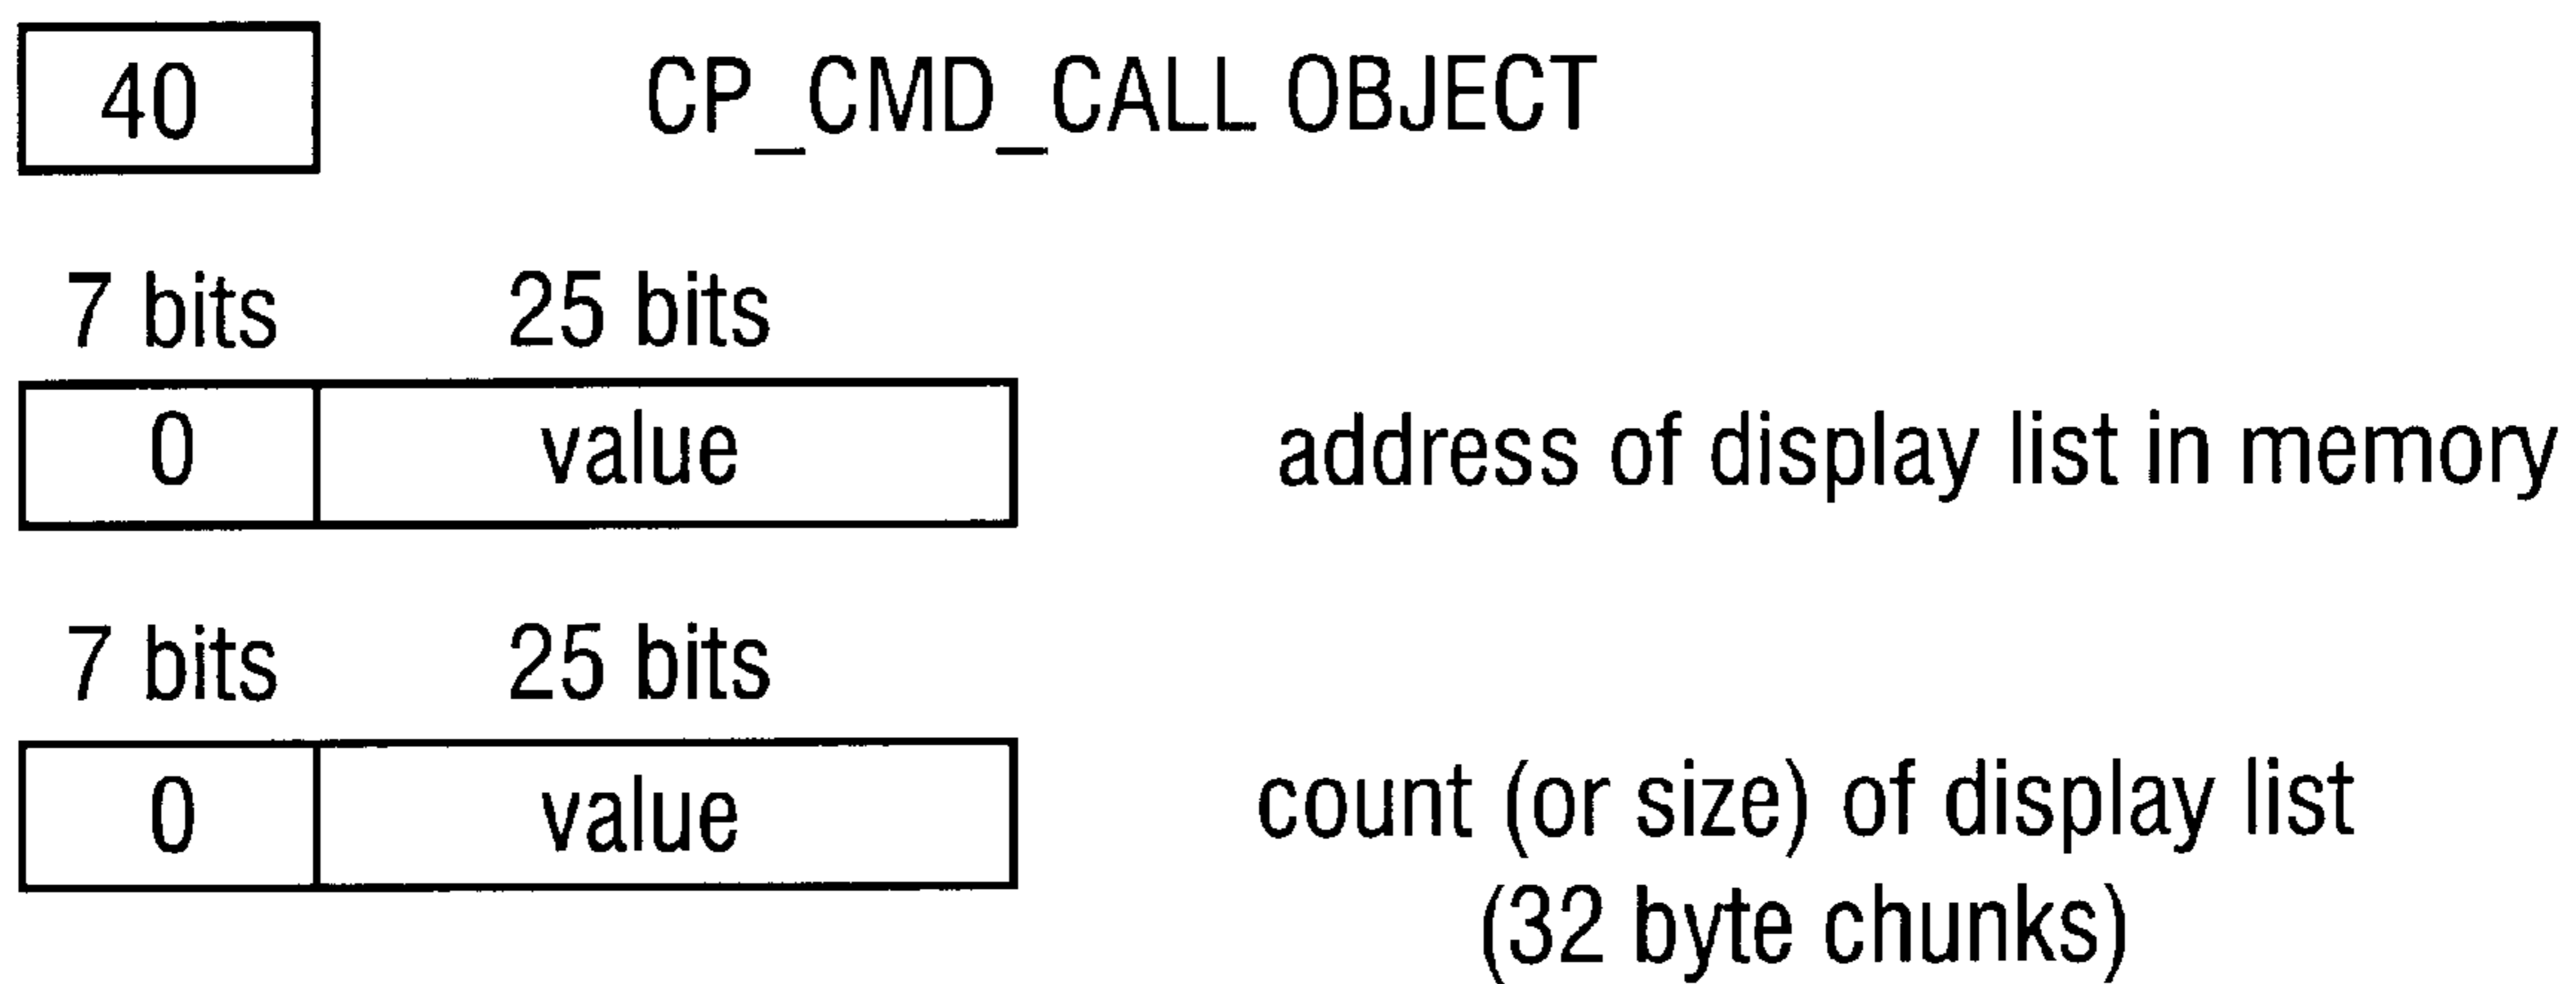 40 CP_CMD_CALL OBJECT
7 bits 25 bits
0 value address of display list in memory
7 bits 25 bits
0 value count (or size) of display list
(32 byte chunks)